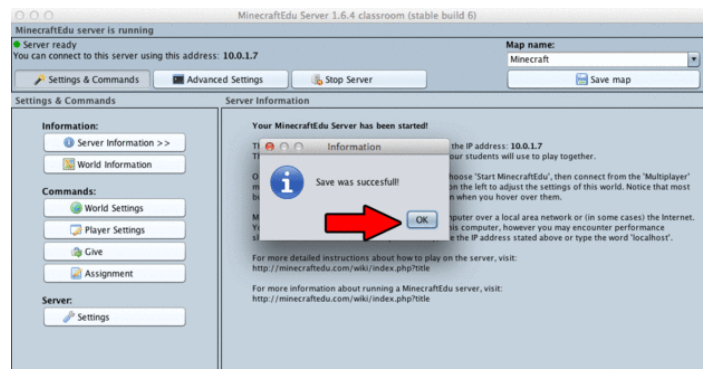 MinecraftEdu Server 1.6.4 classroom (stable build 6)
MinecraftEdu server is running
Server ready
You can connect to this server using this address: 10.0.1.7
Map name:
Minecraft
Settings & Commands
Advanced Settings
Stop Server
Save map
Settings & Commands
Server Information
Information:
Server Information >>
World Information
Commands:
World Settings
Player Settings
Give
Assignment
Server:
Settings
Your MinecraftEdu Server has been started!
the IP address: 10.0.1.7
our students will use to play together.
hoose 'Start MinecraftEdu', then connect from the 'Multiplayer'
on the left to adjust the settings of this world. Notice that most
n when you hover over them.
puter over a local area network or (in some cases) the Internet.
his computer, however you may encounter performance
e the IP address stated above or type the word 'localhost'.
For more detailed instructions about how to play on the server, visit:
http://minecraftedu.com/wiki/index.php?title
For more information about running a MinecraftEdu server, visit:
http://minecraftedu.com/wiki/index.php?title
Information
Save was succesfull!
OK